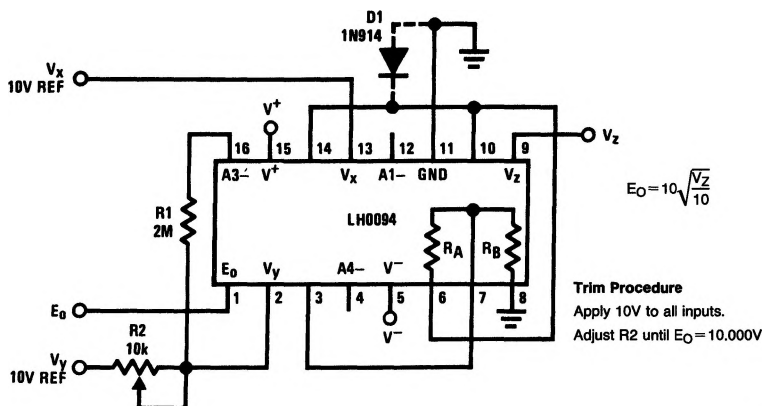 D1
1N914
Vx
10V REF
V+
16 15 14 13 12 11 10 9
Vz
A3– V+ Vx A1– GND Vz
R1
2M
LH0094
RA RB
Eo Vy A4– V–
1 2 3 4 5 6 7 8
Eo
V–
R2
10k
Vy
10V REF
EO=10√VZ/10
Trim Procedure
Apply 10V to all inputs.
Adjust R2 until EO=10.000V